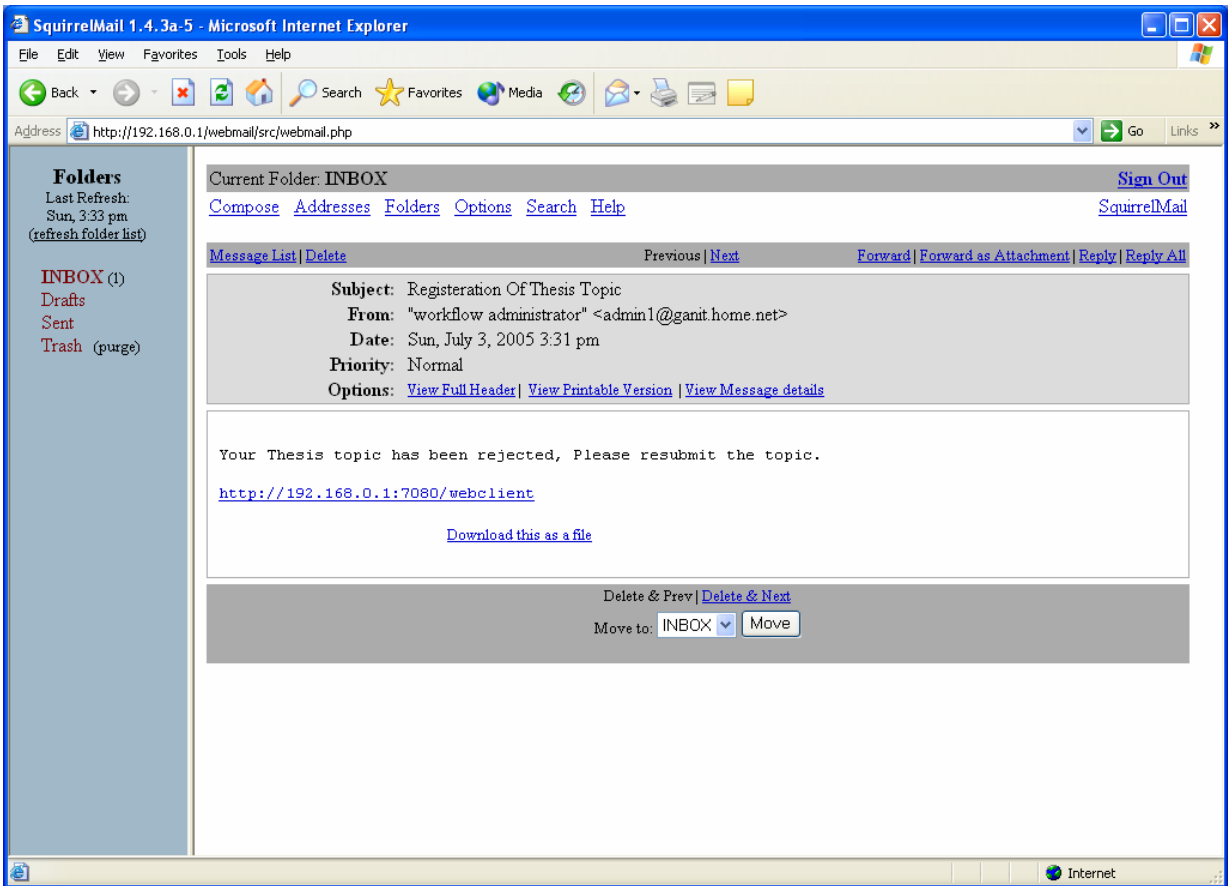 SquirrelMail 1.4.3a-5 - Microsoft Internet Explorer
File Edit View Favorites Tools Help
Back Search Favorites Media
Address http://192.168.0.1/webmail/src/webmail.php Go Links »
Folders
Last Refresh:
Sun, 3:33 pm
(refresh folder list)
INBOX (1)
Drafts
Sent
Trash (purge)
Current Folder: INBOX Sign Out
Compose Addresses Folders Options Search Help SquirrelMail
Message List | Delete Previous | Next Forward | Forward as Attachment | Reply | Reply All
Subject: Registeration Of Thesis Topic
From: "workflow administrator" <admin1@ganit.home.net>
Date: Sun, July 3, 2005 3:31 pm
Priority: Normal
Options: View Full Header | View Printable Version | View Message details
Your Thesis topic has been rejected, Please resubmit the topic.
http://192.168.0.1:7080/webclient
Download this as a file
Delete & Prev | Delete & Next
Move to: INBOX Move
Internet